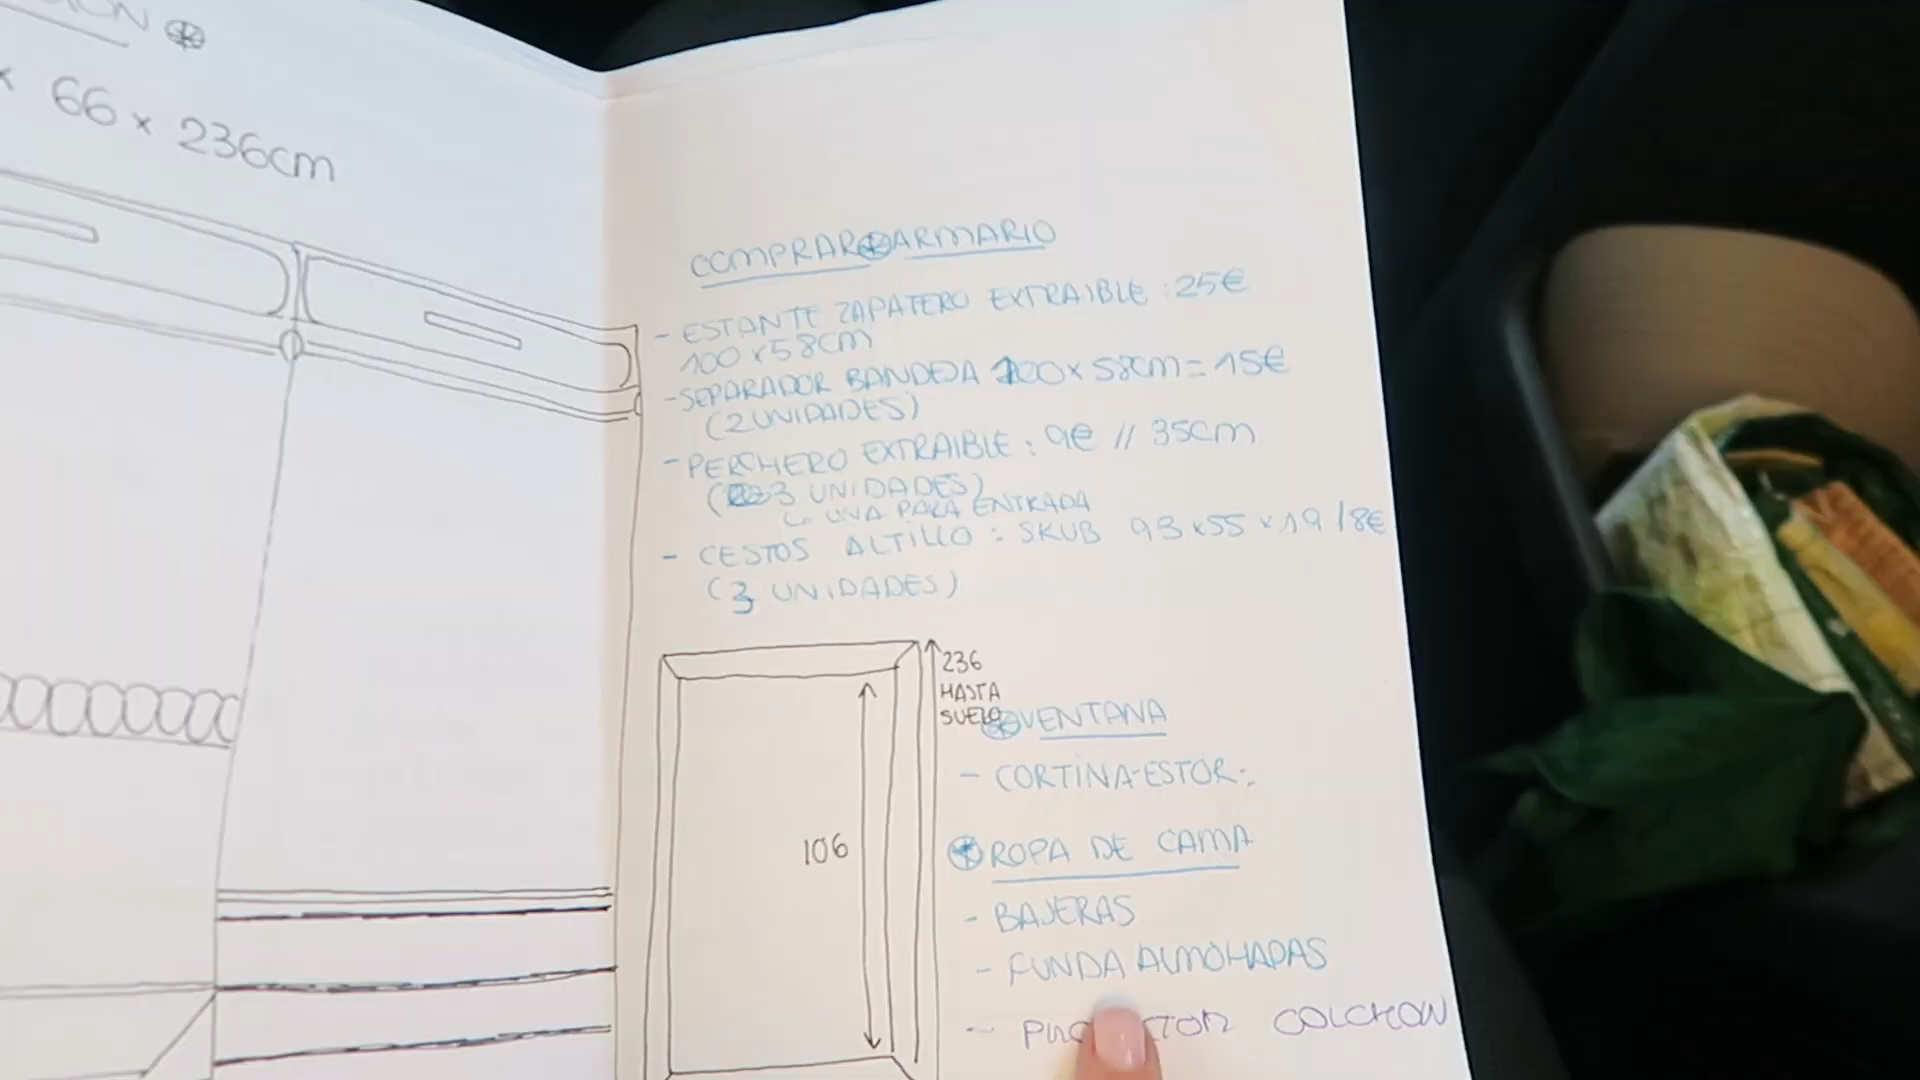 66 x 236cm
COMPRAR ARMARIO
- ESTANTE ZAPATERO EXTRAIBLE : 25€
100 x 58cm
- SEPARADOR BANDEJA 100 x 58cm = 15€
(2 UNIDADES)
- PERCHERO EXTRAIBLE : 9€ // 35cm
(3 UNIDADES)
↳ UNA PARA ENTRADA
- CESTOS ALTILLO : SKUB 93 x 55 x 19 / 8€
(3 UNIDADES)
236
HASTA
SUELO
106
VENTANA
- CORTINA-ESTOR:
ROPA DE CAMA
- BAJERAS
- FUNDA ALMOHADAS
- COLCHON